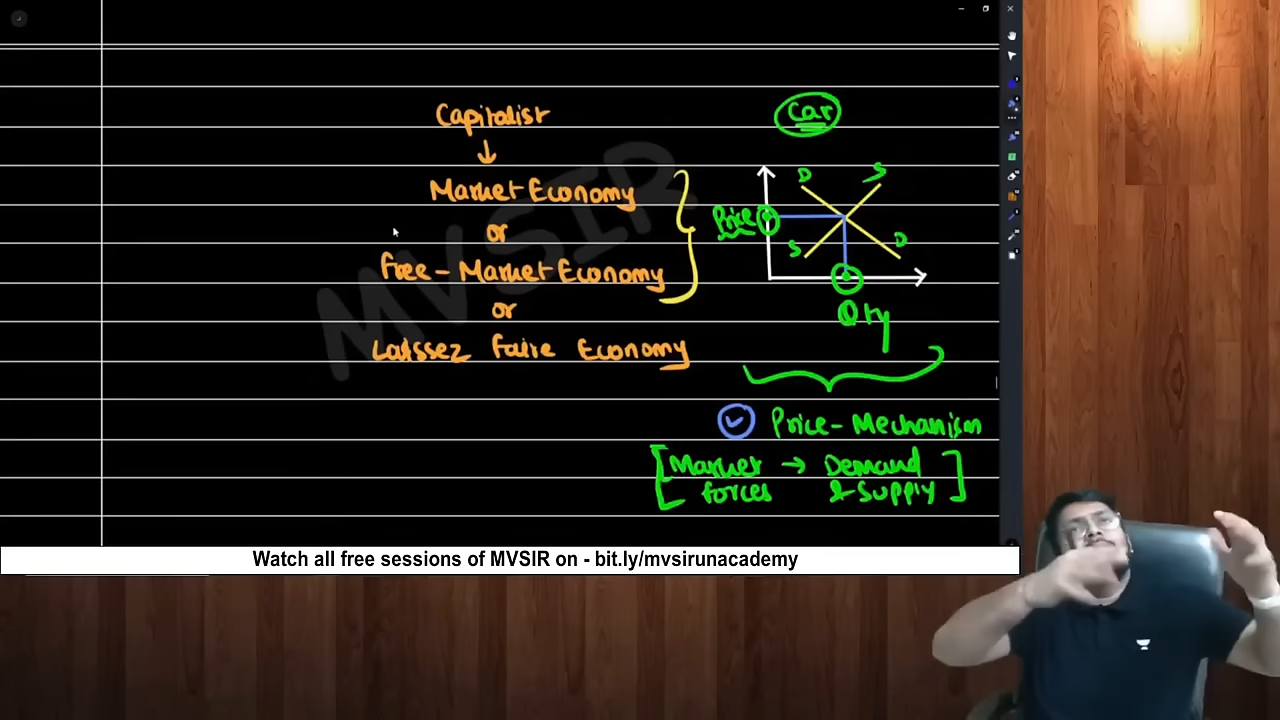 Capitalist
↓
Market Economy
or
Free-Market Economy
or
Laissez Faire Economy
Car
D S
Price
S D
Qty
Price-Mechanism
[Market → Demand
forces & Supply]
MVSIR
Watch all free sessions of MVSIR on - bit.ly/mvsirunacademy